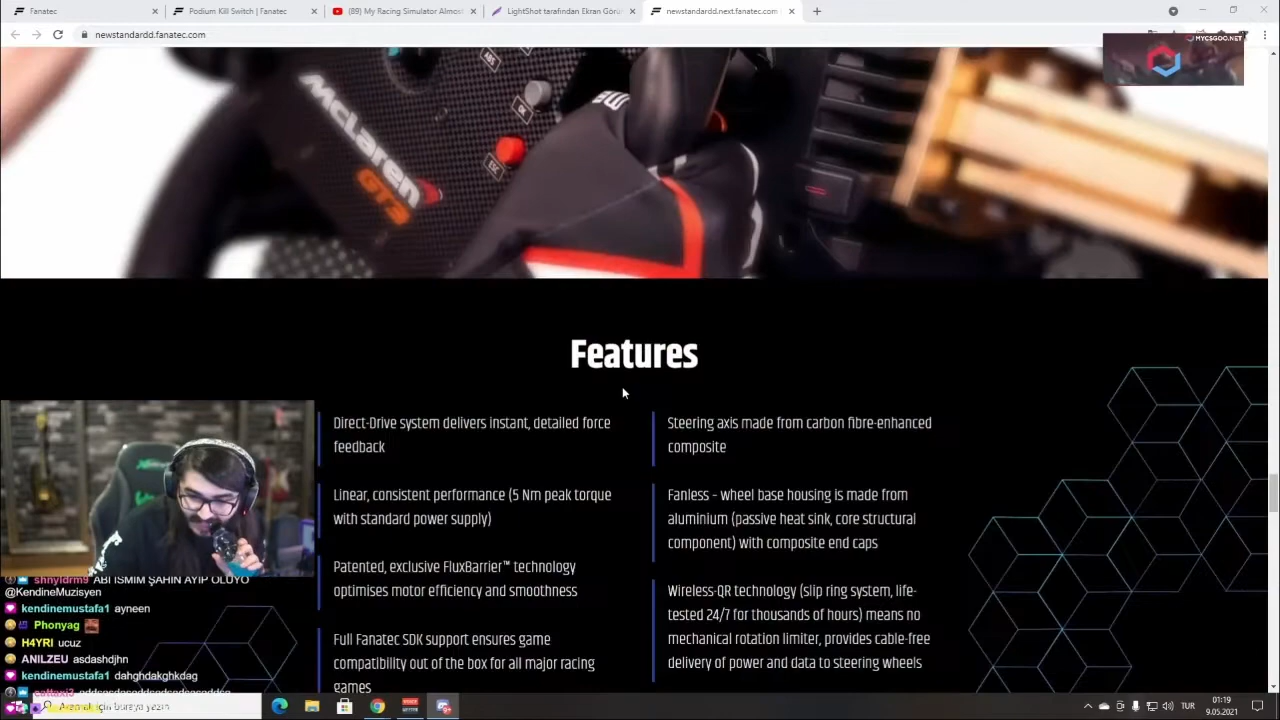 Fanatec
Podium Kill Switch | Fanatec
(89) My Racing Simulator Almost
LightShot tarafından Ekran Görü
newstandardd.next.fanatec.com
newstandardd.fanatec.com
MYCSGOO.NET
ABS
OK
ESC
McLaren
GT3
Features
Direct-Drive system delivers instant, detailed force
feedback
Linear, consistent performance (5 Nm peak torque
with standard power supply)
Patented, exclusive FluxBarrier™ technology
optimises motor efficiency and smoothness
Full Fanatec SDK support ensures game
compatibility out of the box for all major racing
games
Steering axis made from carbon fibre-enhanced
composite
Fanless – wheel base housing is made from
aluminium (passive heat sink, core structural
component) with composite end caps
Wireless-QR technology (slip ring system, life-
tested 24/7 for thousands of hours) means no
mechanical rotation limiter, provides cable-free
delivery of power and data to steering wheels
shnyldrm9 ABİ İSMİM ŞAHİN AYIP OLUYO
@KendineMuzisyen
kendinemustafa1 ayneen
Phonyag
H4YRI ucuz
ANILZEU asdashdjhn
kendinemustafa1 dahghdakghkdag
Aramak için buraya yazın
TUR
01:19
9.05.2021